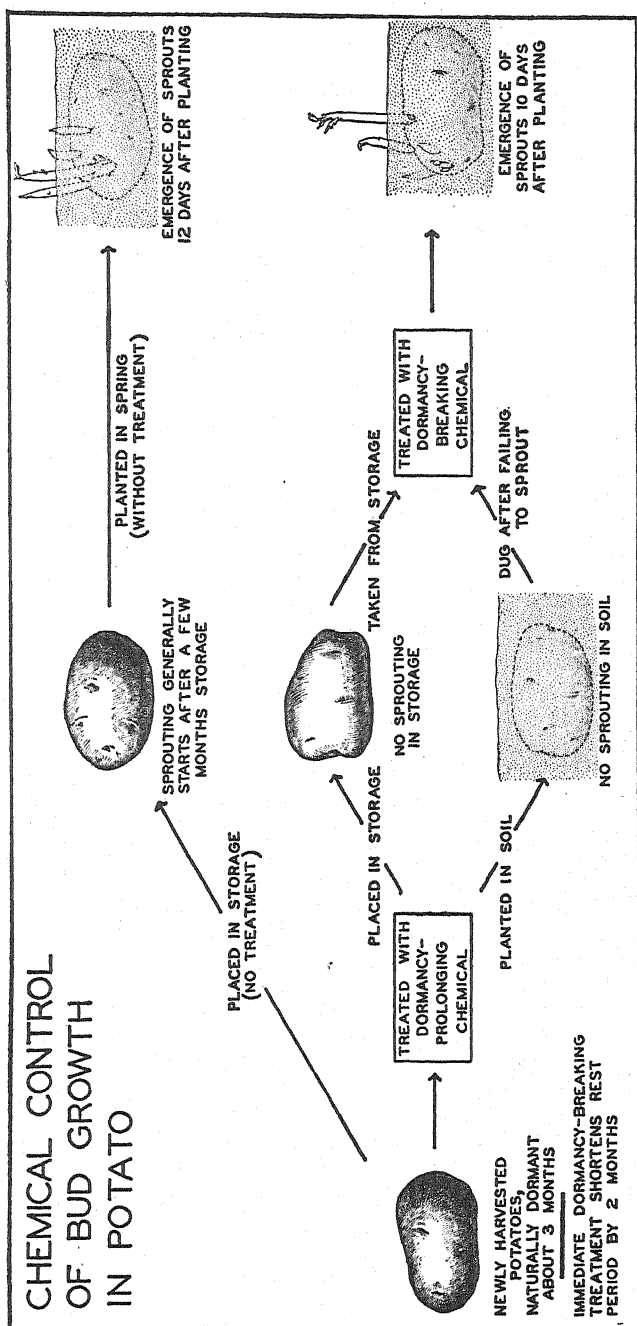 CHEMICAL CONTROL
OF BUD GROWTH
IN POTATO
NEWLY HARVESTED
POTATOES,
NATURALLY DORMANT
ABOUT 3 MONTHS
IMMEDIATE DORMANCY-BREAKING
TREATMENT SHORTENS REST
PERIOD BY 2 MONTHS
PLACED IN STORAGE
(NO TREATMENT)
SPROUTING GENERALLY
STARTS AFTER A FEW
MONTHS STORAGE
PLANTED IN SPRING
(WITHOUT TREATMENT)
EMERGENCE OF SPROUTS
12 DAYS AFTER PLANTING
TREATED WITH
DORMANCY-
PROLONGING
CHEMICAL
PLACED IN STORAGE
NO SPROUTING
IN STORAGE
TAKEN FROM STORAGE
PLANTED IN SOIL
NO SPROUTING IN SOIL
DUG AFTER FAILING
TO SPROUT
TREATED WITH
DORMANCY-
BREAKING
CHEMICAL
EMERGENCE OF
SPROUTS 10 DAYS
AFTER PLANTING